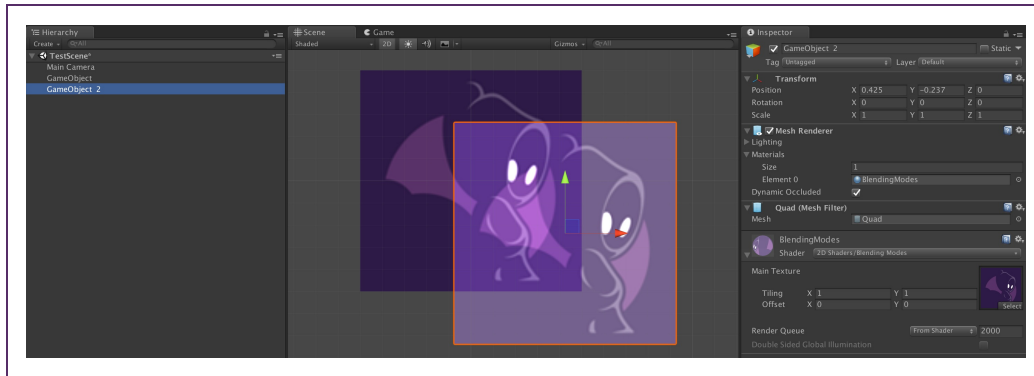 Hierarchy
Create
All
TestScene*
Main Camera
GameObject
GameObject 2
Scene
Game
Shaded
2D
Gizmos
All
Inspector
GameObject 2
Static
Tag Untagged
Layer Default
Transform
Position X 0.425 Y -0.237 Z 0
Rotation X 0 Y 0 Z 0
Scale X 1 Y 1 Z 1
Mesh Renderer
Lighting
Materials
Size 1
Element 0 BlendingModes
Dynamic Occluded
Quad (Mesh Filter)
Mesh Quad
BlendingModes
Shader 2D Shaders/Blending Modes
Main Texture
Tiling X 1 Y 1
Offset X 0 Y 0
Select
Render Queue From Shader 2000
Double Sided Global Illumination